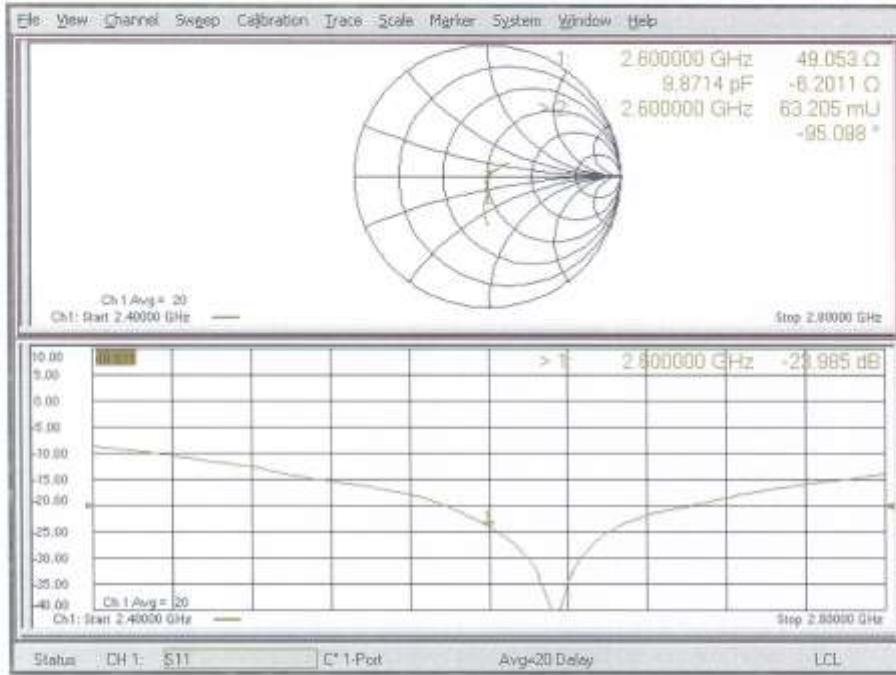 File View Channel Sweep Calibration Trace Scale Marker System Window Help
1: 2.600000 GHz 49.053 Ω
9.8714 pF -6.2011 Ω
> 2: 2.600000 GHz 63.205 mU
-95.098 °
Ch 1 Avg = 20
Ch1: Start 2.40000 GHz
Stop 2.80000 GHz
10.00
> 1: 2.600000 GHz -23.985 dB
5.00
0.00
-5.00
-10.00
-15.00
-20.00
-25.00
-30.00
-35.00
-40.00
Ch 1 Avg = 20
Ch1: Start 2.40000 GHz
Stop 2.80000 GHz
Status CH 1: S11 C* 1-Port Avg=20 Delay LCL